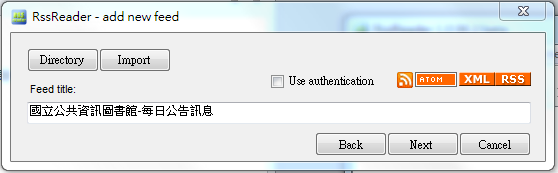 RssReader - add new feed
Directory Import
Use authentication ATOM XML RSS
Feed title:
國立公共資訊圖書館-每日公告訊息
Back Next Cancel